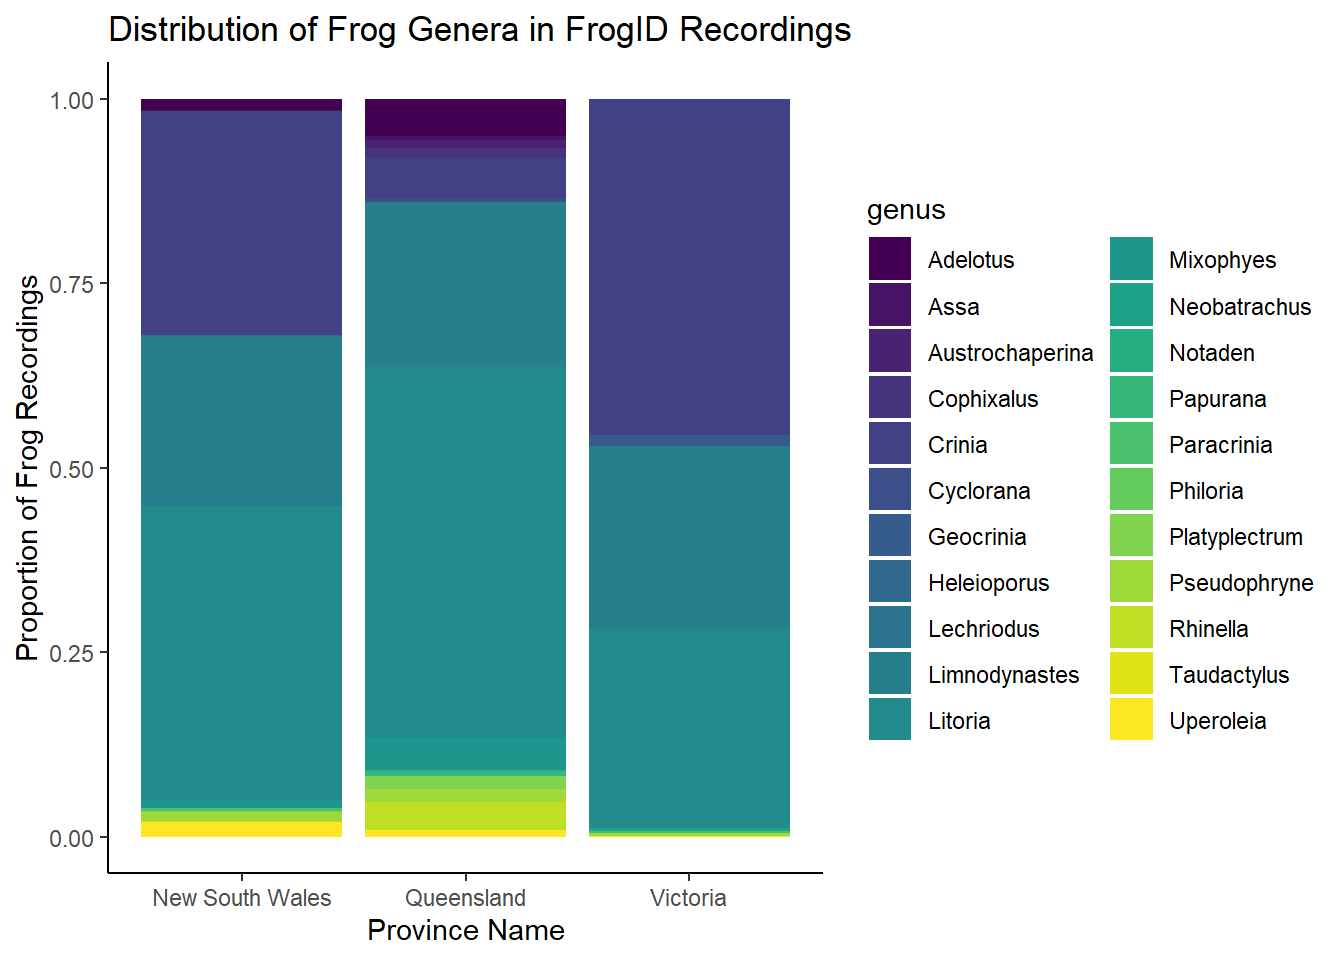 Distribution of Frog Genera in FrogID Recordings
Proportion of Frog Recordings
1.00
0.75
0.50
0.25
0.00
New South Wales
Queensland
Victoria
Province Name
genus
Adelotus
Assa
Austrochaperina
Cophixalus
Crinia
Cyclorana
Geocrinia
Heleioporus
Lechriodus
Limnodynastes
Litoria
Mixophyes
Neobatrachus
Notaden
Papurana
Paracrinia
Philoria
Platyplectrum
Pseudophryne
Rhinella
Taudactylus
Uperoleia